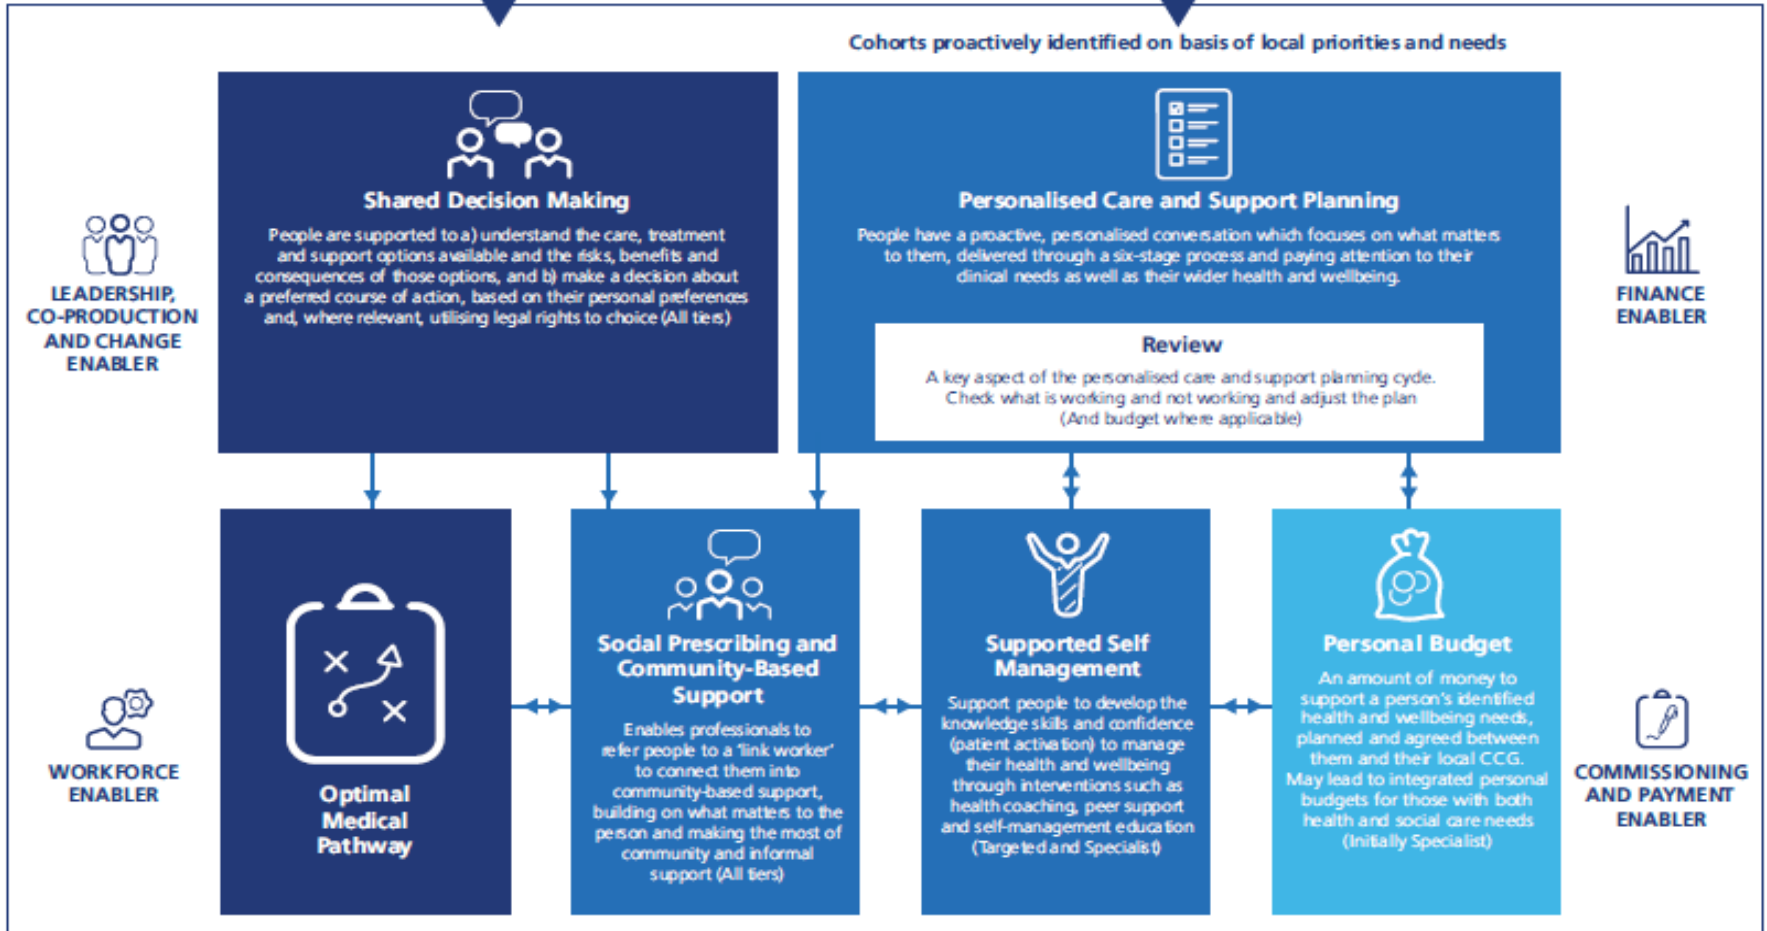 Cohorts proactively identified on basis of local priorities and needs
Shared Decision Making
People are supported to a) understand the care, treatment
and support options available and the risks, benefits and
consequences of those options, and b) make a decision about
a preferred course of action, based on their personal preferences
and, where relevant, utilising legal rights to choice (All tiers)
Personalised Care and Support Planning
People have a proactive, personalised conversation which focuses on what matters
to them, delivered through a six-stage process and paying attention to their
clinical needs as well as their wider health and wellbeing.
Review
A key aspect of the personalised care and support planning cycle.
Check what is working and not working and adjust the plan
(And budget where applicable)
LEADERSHIP,
CO-PRODUCTION
AND CHANGE
ENABLER
FINANCE
ENABLER
WORKFORCE
ENABLER
Optimal
Medical
Pathway
Social Prescribing and
Community-Based
Support
Enables professionals to
refer people to a 'link worker'
to connect them into
community-based support,
building on what matters to the
person and making the most of
community and informal
support (All tiers)
Supported Self
Management
Support people to develop the
knowledge skills and confidence
(patient activation) to manage
their health and wellbeing
through interventions such as
health coaching, peer support
and self-management education
(Targeted and Specialist)
Personal Budget
An amount of money to
support a person's identified
health and wellbeing needs,
planned and agreed between
them and their local CCG.
May lead to integrated personal
budgets for those with both
health and social care needs
(Initially Specialist)
COMMISSIONING
AND PAYMENT
ENABLER